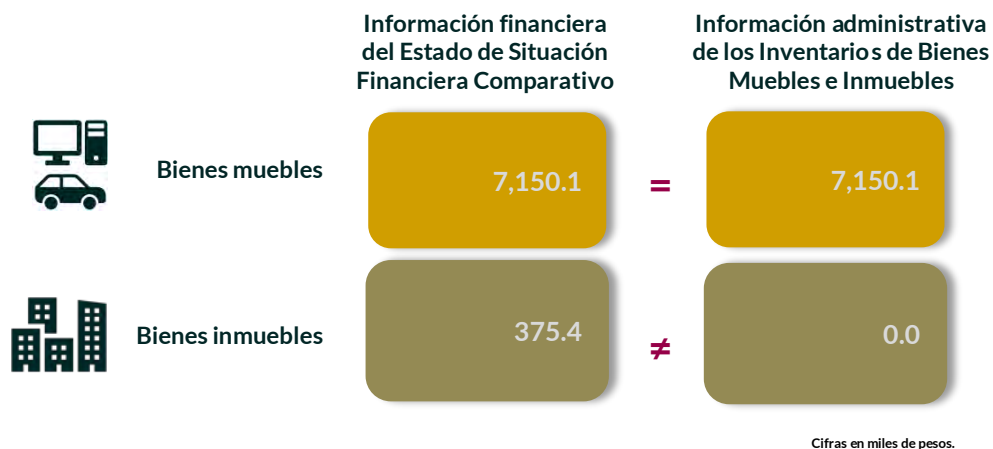 Información financiera
del Estado de Situación
Financiera Comparativo
Información administrativa
de los Inventarios de Bienes
Muebles e Inmuebles
Bienes muebles
7,150.1
=
7,150.1
Bienes inmuebles
375.4
≠
0.0
Cifras en miles de pesos.